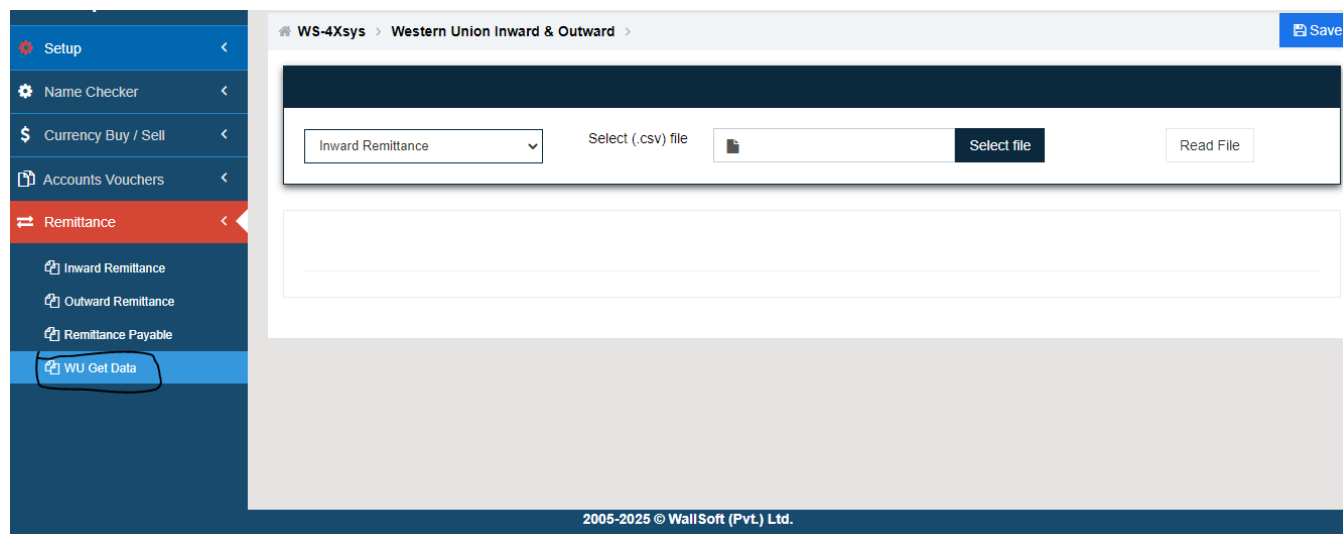 WS-4Xsys > Western Union Inward & Outward >
Save
Setup
Name Checker
Currency Buy / Sell
Accounts Vouchers
Remittance
Inward Remittance
Outward Remittance
Remittance Payable
WU Get Data
Inward Remittance
Select (.csv) file
Select file
Read File
2005-2025 © WallSoft (Pvt.) Ltd.